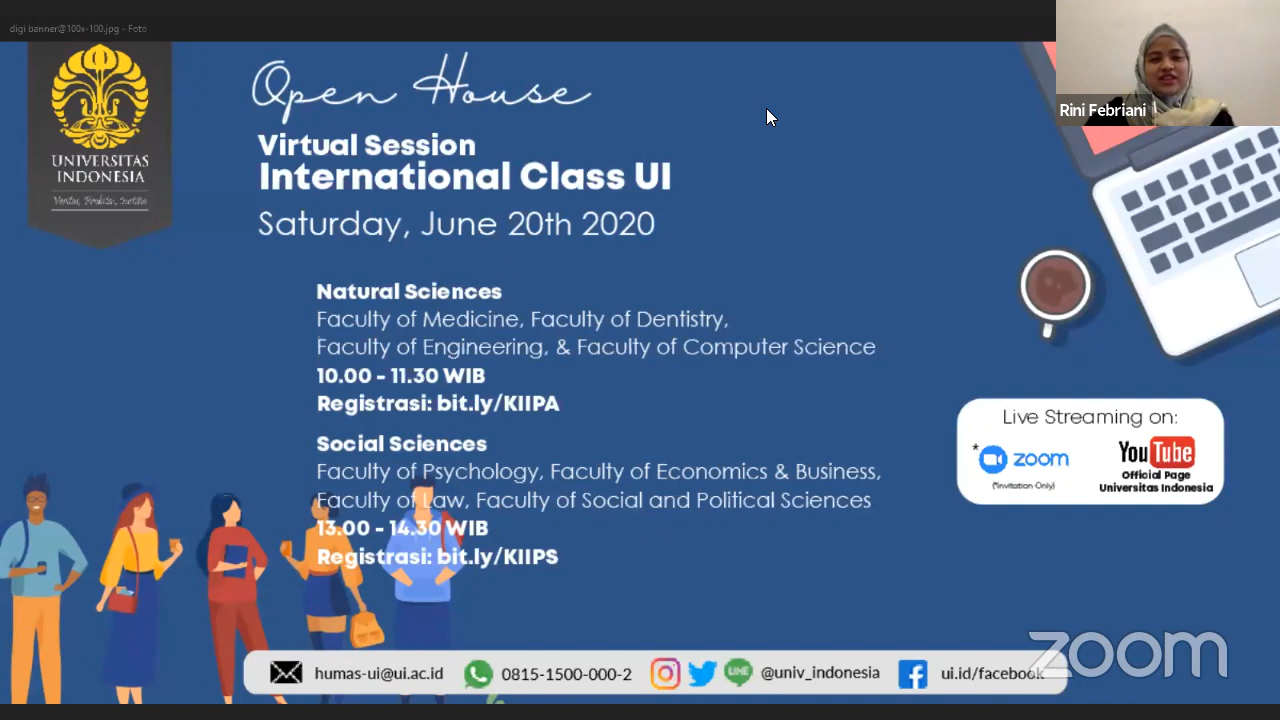 digi banner@100x-100.jpg - Foto
Rini Febriani
UNIVERSITAS
INDONESIA
Veritas, Probitas, Iustitia
Open House
Virtual Session
International Class UI
Saturday, June 20th 2020
Natural Sciences
Faculty of Medicine, Faculty of Dentistry,
Faculty of Engineering, & Faculty of Computer Science
10.00 - 11.30 WIB
Registrasi: bit.ly/KIIPA
Social Sciences
Faculty of Psychology, Faculty of Economics & Business,
Faculty of Law, Faculty of Social and Political Sciences
13.00 - 14.30 WIB
Registrasi: bit.ly/KIIPS
Live Streaming on:
* zoom
(*Invitation Only)
YouTube
Official Page
Universitas Indonesia
humas-ui@ui.ac.id
0815-1500-000-2
LINE
@univ_indonesia
ui.id/facebook
zoom